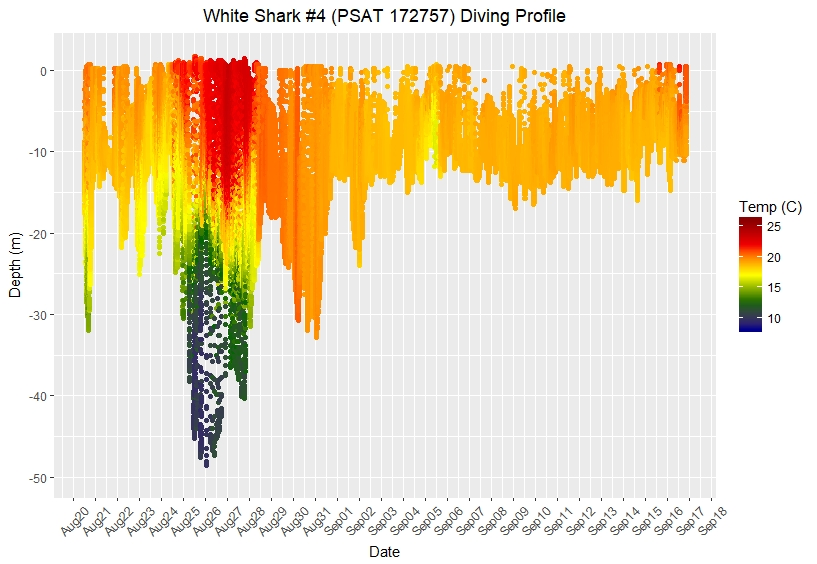 White Shark #4 (PSAT 172757) Diving Profile
Depth (m)
0
-10
-20
-30
-40
-50
Aug20
Aug21
Aug22
Aug23
Aug24
Aug25
Aug26
Aug27
Aug28
Aug29
Aug30
Aug31
Sep01
Sep02
Sep03
Sep04
Sep05
Sep06
Sep07
Sep08
Sep09
Sep10
Sep11
Sep12
Sep13
Sep14
Sep15
Sep16
Sep17
Sep18
Date
Temp (C)
25
20
15
10